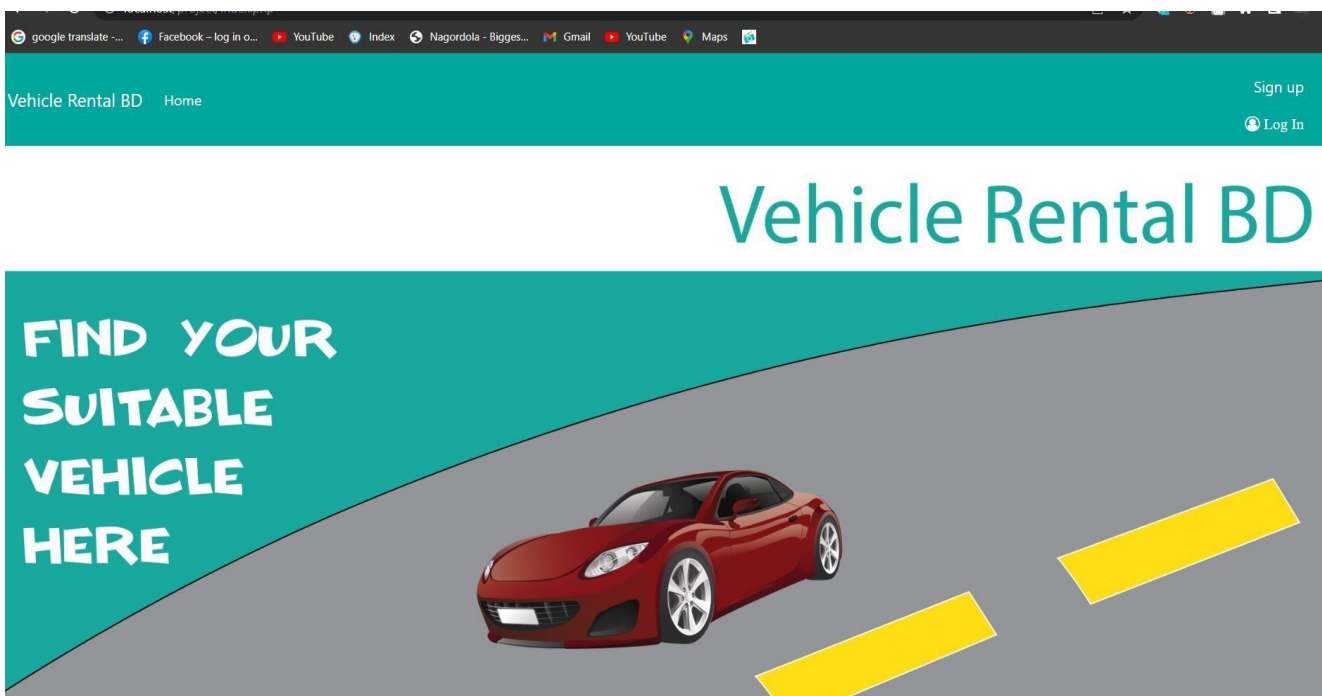 google translate -... Facebook – log in o... YouTube Index Nagordola - Bigges... Gmail YouTube Maps
Vehicle Rental BD Home
Sign up
Log In
Vehicle Rental BD
FIND YOUR
SUITABLE
VEHICLE
HERE